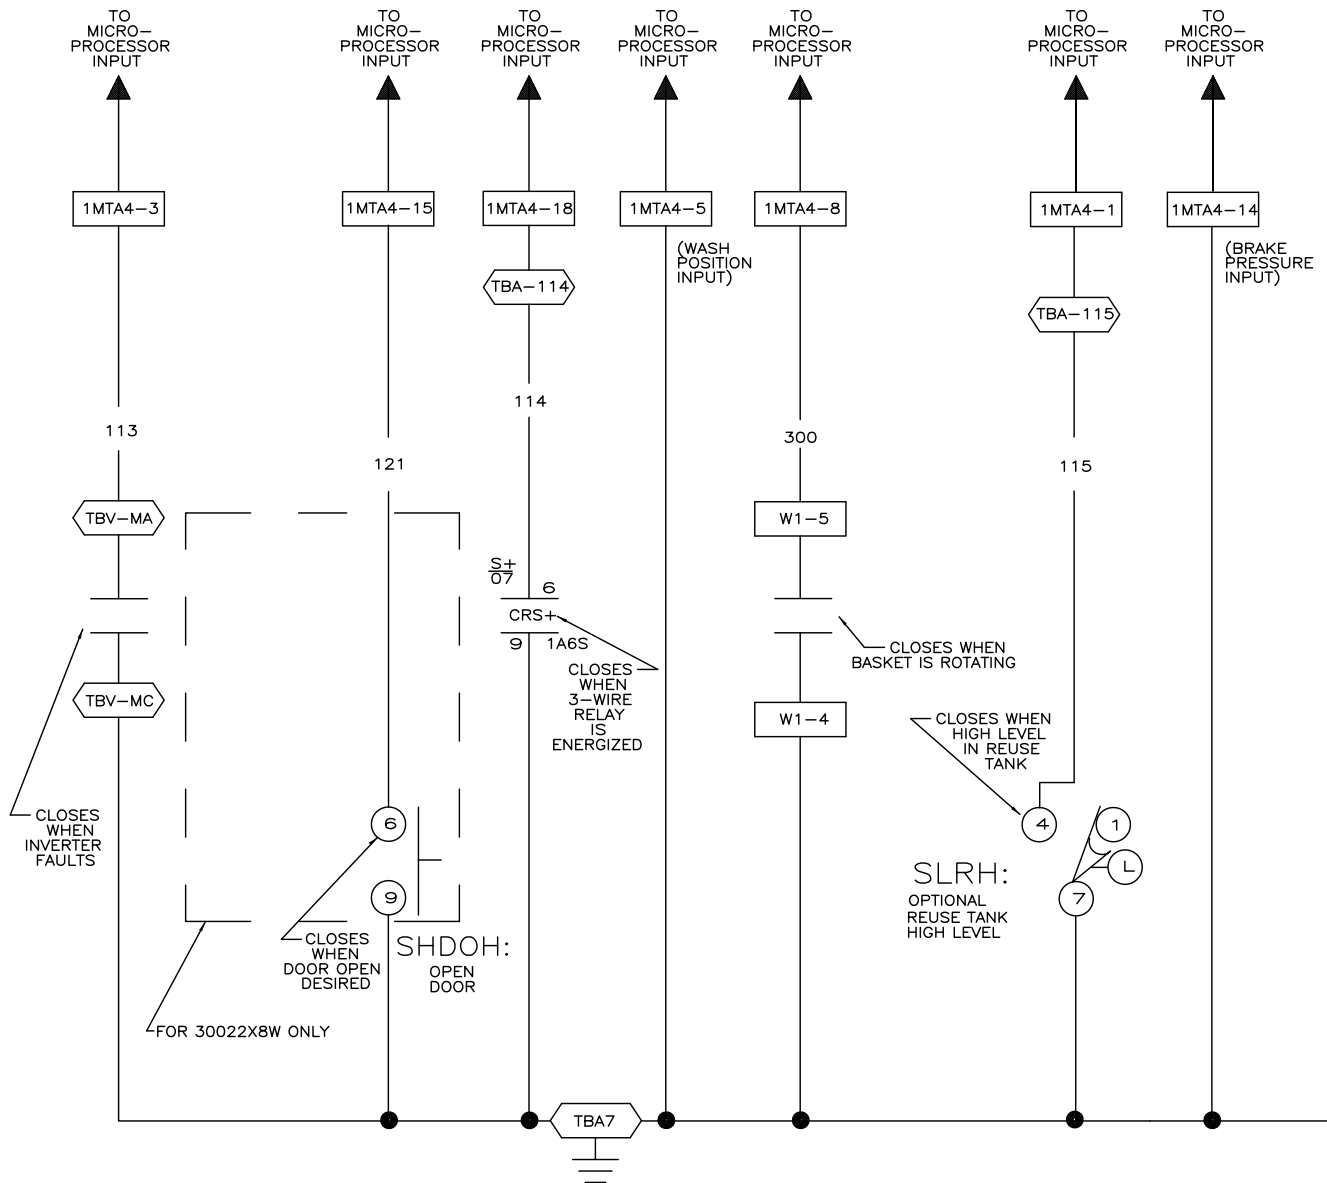 TO
MICRO-
PROCESSOR
INPUT
TO
MICRO-
PROCESSOR
INPUT
TO
MICRO-
PROCESSOR
INPUT
TO
MICRO-
PROCESSOR
INPUT
TO
MICRO-
PROCESSOR
INPUT
TO
MICRO-
PROCESSOR
INPUT
TO
MICRO-
PROCESSOR
INPUT
1MTA4-3
1MTA4-15
1MTA4-18
1MTA4-5
1MTA4-8
1MTA4-1
1MTA4-14
(WASH
POSITION
INPUT)
(BRAKE
PRESSURE
INPUT)
TBA-114
TBA-115
114
113
300
121
115
TBV-MA
W1-5
S+
07
6
CRS+
9
1A6S
CLOSES
WHEN
3-WIRE
RELAY
IS
ENERGIZED
CLOSES WHEN
BASKET IS ROTATING
TBV-MC
W1-4
CLOSES WHEN
HIGH LEVEL
IN REUSE
TANK
CLOSES
WHEN
INVERTER
FAULTS
6
9
4
1
L
7
SLRH:
OPTIONAL
REUSE TANK
HIGH LEVEL
CLOSES
WHEN
DOOR OPEN
DESIRED
SHDOH:
OPEN
DOOR
FOR 30022X8W ONLY
TBA7